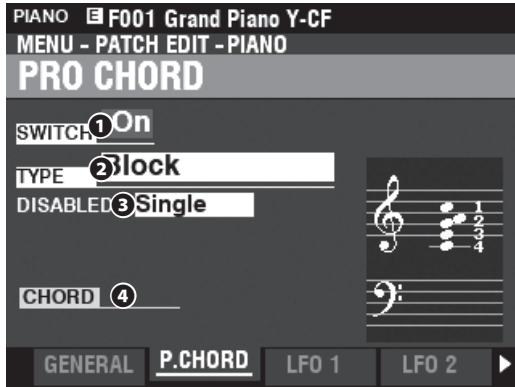 PIANO E F001 Grand Piano Y-CF
MENU - PATCH EDIT - PIANO
PRO CHORD
SWITCH 1 On
TYPE 2 Block
DISABLED 3 Single
1
2
3
4
CHORD 4
GENERAL P.CHORD LFO 1 LFO 2